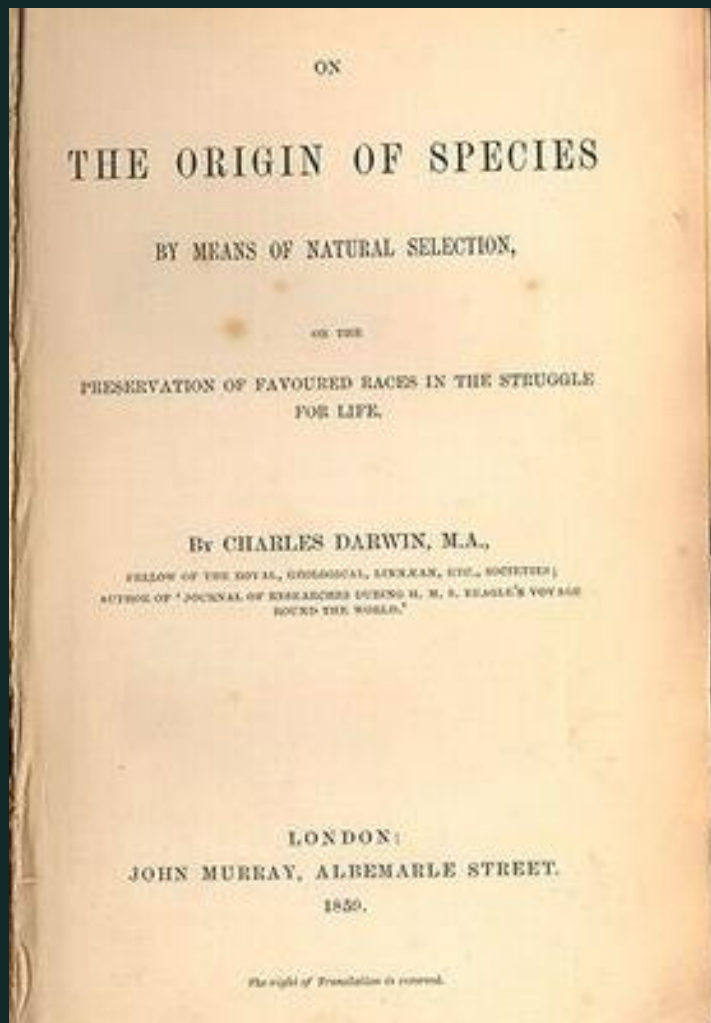 ON
THE ORIGIN OF SPECIES
BY MEANS OF NATURAL SELECTION,
OR THE
PRESERVATION OF FAVOURED RACES IN THE STRUGGLE
FOR LIFE.
BY CHARLES DARWIN, M.A.,
FELLOW OF THE ROYAL, GEOLOGICAL, LINNÆAN, ETC., SOCIETIES;
AUTHOR OF 'JOURNAL OF RESEARCHES DURING H. M. S. BEAGLE'S VOYAGE
ROUND THE WORLD.'
LONDON:
JOHN MURRAY, ALBEMARLE STREET.
1859.
The right of Translation is reserved.